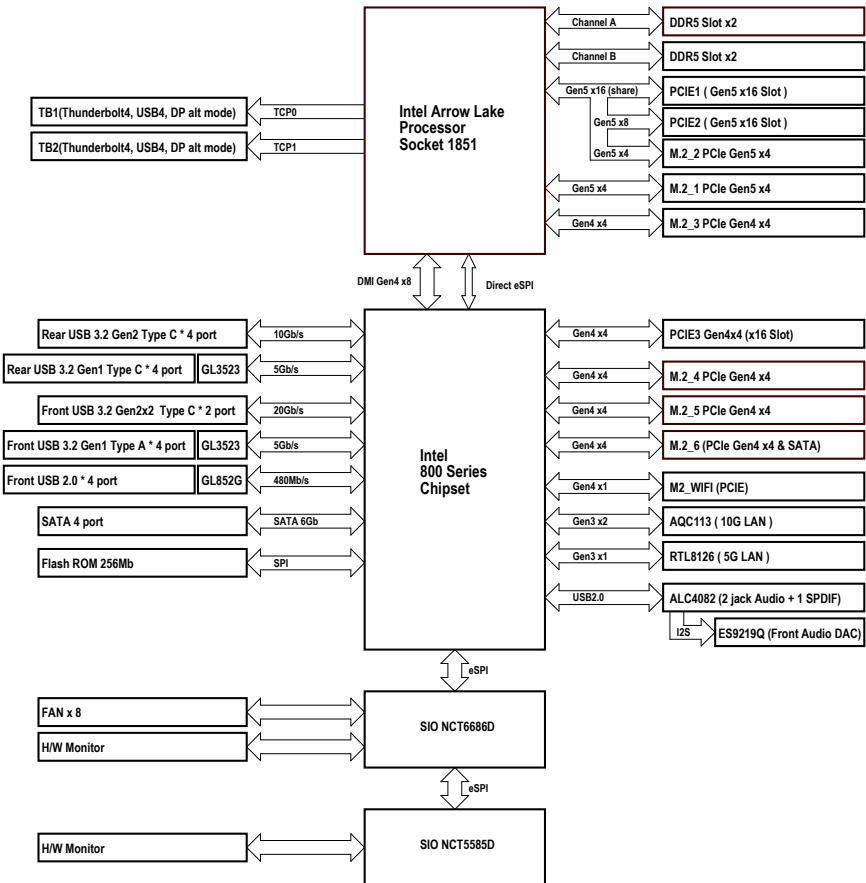 Channel A
DDR5 Slot x2
Channel B
DDR5 Slot x2
Gen5 x16 (share)
PCIE1 ( Gen5 x16 Slot )
Intel Arrow Lake
Processor
Socket 1851
TB1(Thunderbolt4, USB4, DP alt mode)
TCP0
Gen5 x8
PCIE2 ( Gen5 x16 Slot )
TB2(Thunderbolt4, USB4, DP alt mode)
TCP1
Gen5 x4
M.2_2 PCIe Gen5 x4
Gen5 x4
M.2_1 PCIe Gen5 x4
Gen4 x4
M.2_3 PCIe Gen4 x4
DMI Gen4 x8
Direct eSPI
Rear USB 3.2 Gen2 Type C * 4 port
10Gb/s
Gen4 x4
PCIE3 Gen4x4 (x16 Slot)
Rear USB 3.2 Gen1 Type C * 4 port
GL3523
5Gb/s
Gen4 x4
M.2_4 PCIe Gen4 x4
Front USB 3.2 Gen2x2 Type C * 2 port
20Gb/s
Gen4 x4
M.2_5 PCIe Gen4 x4
Front USB 3.2 Gen1 Type A * 4 port
GL3523
5Gb/s
Gen4 x4
M.2_6 (PCIe Gen4 x4 & SATA)
Intel
800 Series
Chipset
Front USB 2.0 * 4 port
GL852G
480Mb/s
Gen4 x1
M2_WIFI (PCIE)
SATA 4 port
SATA 6Gb
Gen3 x2
AQC113 ( 10G LAN )
Flash ROM 256Mb
SPI
Gen3 x1
RTL8126 ( 5G LAN )
USB2.0
ALC4082 (2 jack Audio + 1 SPDIF)
I2S
ES9219Q (Front Audio DAC)
eSPI
FAN x 8
SIO NCT6686D
H/W Monitor
eSPI
H/W Monitor
SIO NCT5585D